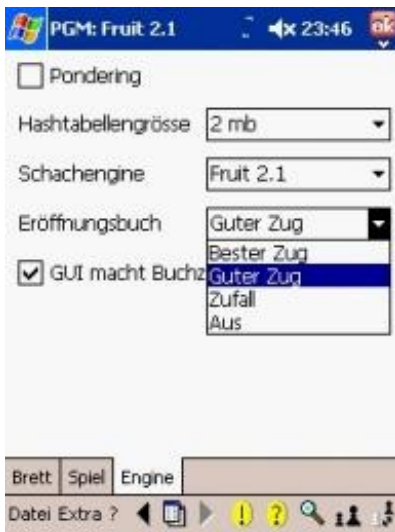 PGM: Fruit 2.1 23:46 ok
Pondering
Hashtabellengrösse 2 mb
Schachengine Fruit 2.1
Eröffnungsbuch Guter Zug
Bester Zug
GUI macht Buchz Guter Zug
Zufall
Aus
Brett Spiel Engine
Datei Extra ?